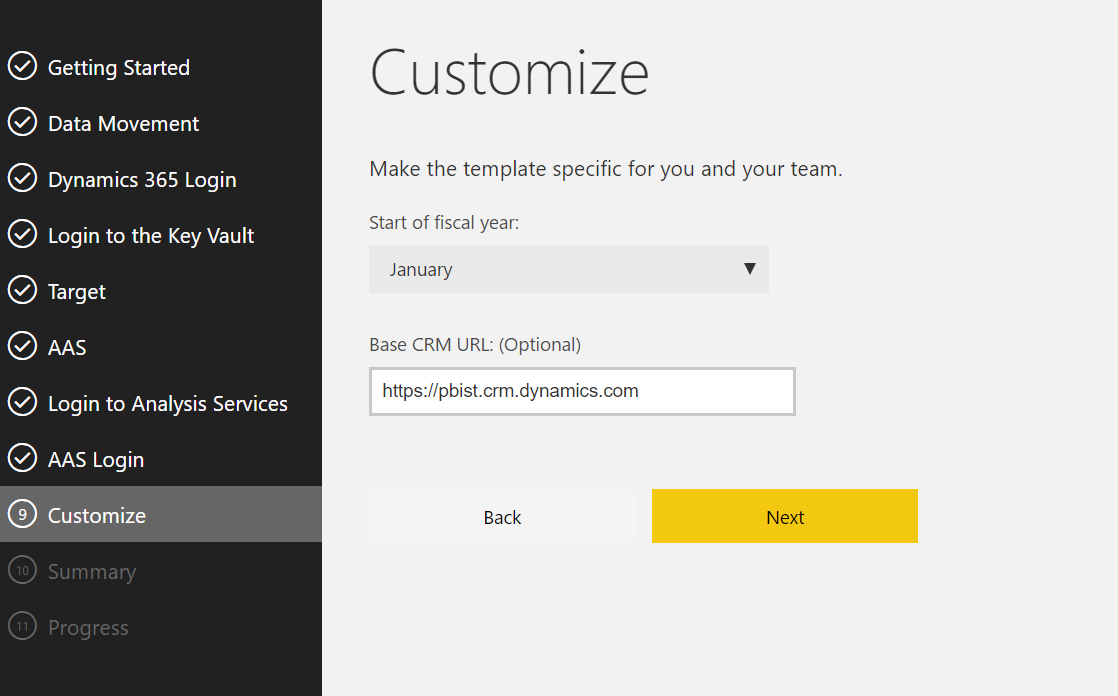 Getting Started
Data Movement
Dynamics 365 Login
Login to the Key Vault
Target
AAS
Login to Analysis Services
AAS Login
9 Customize
10 Summary
11 Progress
Customize
Make the template specific for you and your team.
Start of fiscal year:
January
Base CRM URL: (Optional)
https://pbist.crm.dynamics.com
Back Next